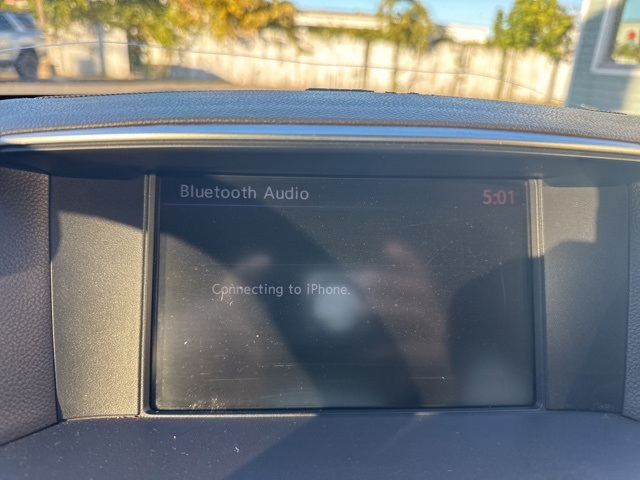 Bluetooth Audio
5:01
Connecting to iPhone.